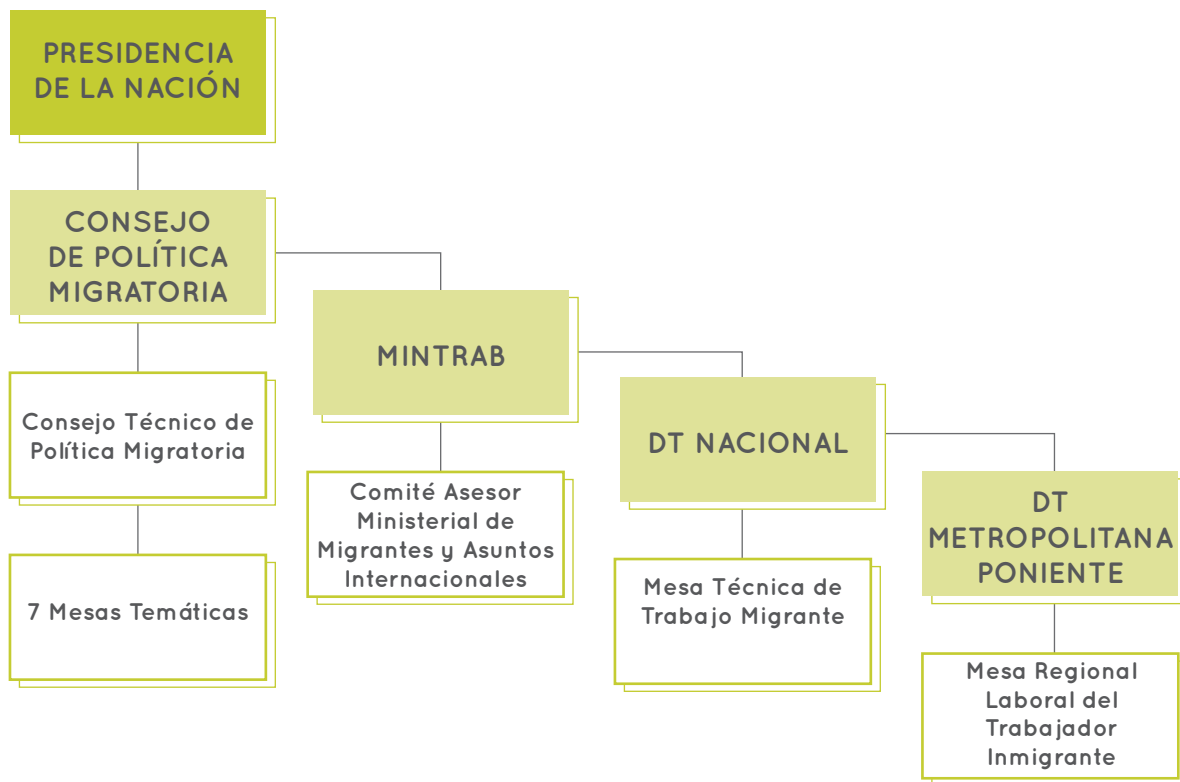 PRESIDENCIA
DE LA NACIÓN
CONSEJO
DE POLÍTICA
MIGRATORIA
Consejo Técnico de
Política Migratoria
7 Mesas Temáticas
MINTRAB
Comité Asesor
Ministerial de
Migrantes y Asuntos
Internacionales
DT NACIONAL
Mesa Técnica de
Trabajo Migrante
DT
METROPOLITANA
PONIENTE
Mesa Regional
Laboral del
Trabajador
Inmigrante